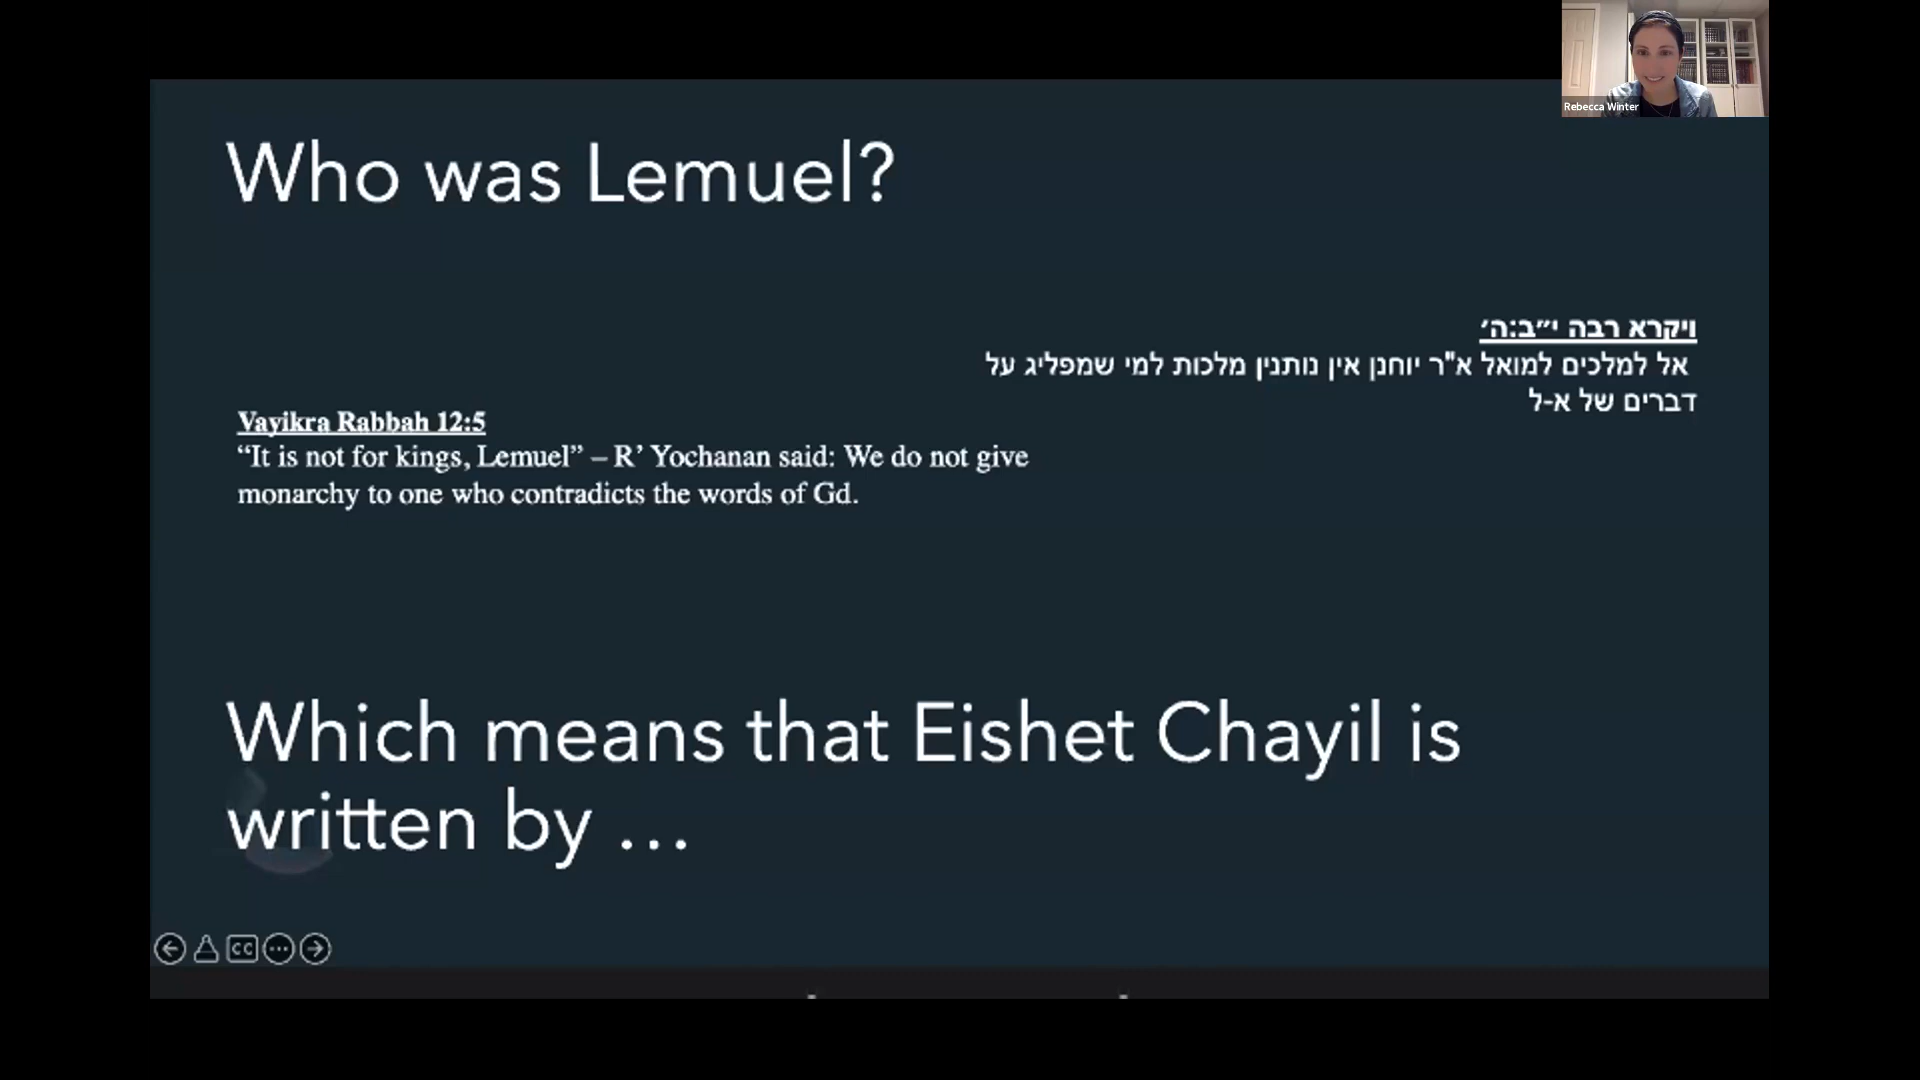 Rebecca Winter
Who was Lemuel?
ויקרא רבה י״ב:ה׳
אל למלכים למואל א"ר יוחנן אין נותנין מלכות למי שמפליג על
דברים של א-ל
Vayikra Rabbah 12:5
“It is not for kings, Lemuel” – R’ Yochanan said: We do not give
monarchy to one who contradicts the words of Gd.
Which means that Eishet Chayil is
written by ...
CC